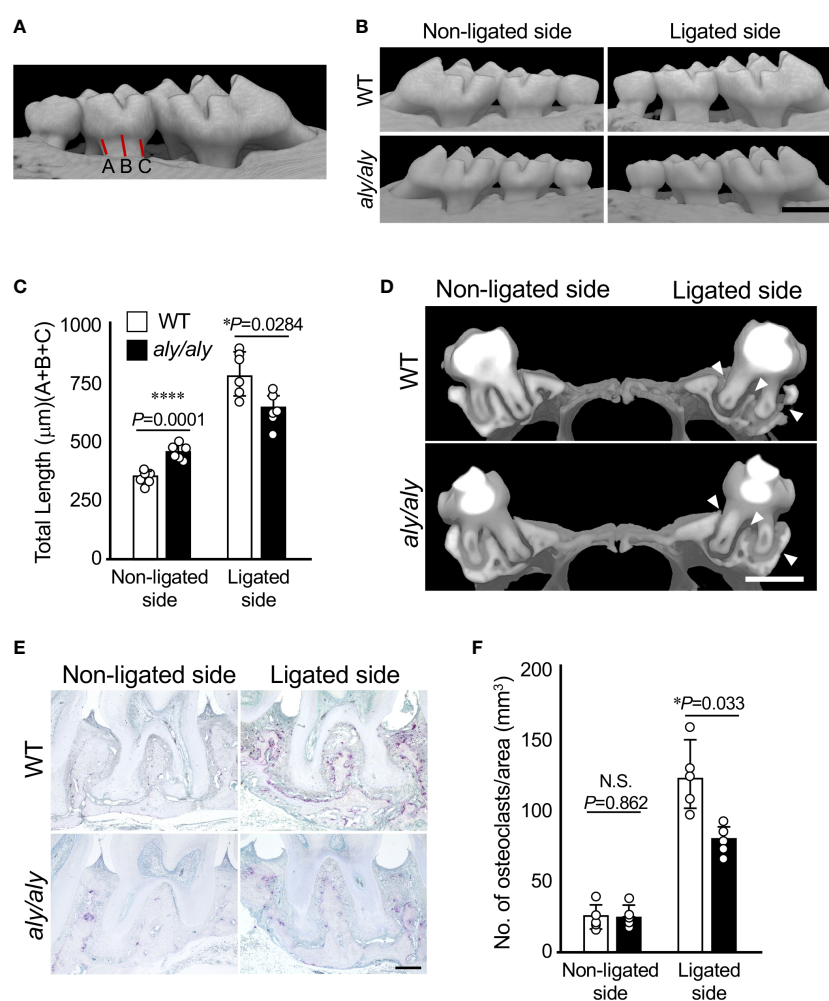 A
A B C
B
Non-ligated side Ligated side
WT
aly/aly
C
Total Length (μm)(A+B+C)
1000
750
500
250
0
WT
aly/aly
****
P=0.0001
*P=0.0284
Non-ligated side
Ligated side
D
Non-ligated side Ligated side
WT
aly/aly
E
Non-ligated side Ligated side
WT
aly/aly
F
No. of osteoclasts/area (mm³)
200
150
100
50
0
N.S.
P=0.862
*P=0.033
Non-ligated side
Ligated side